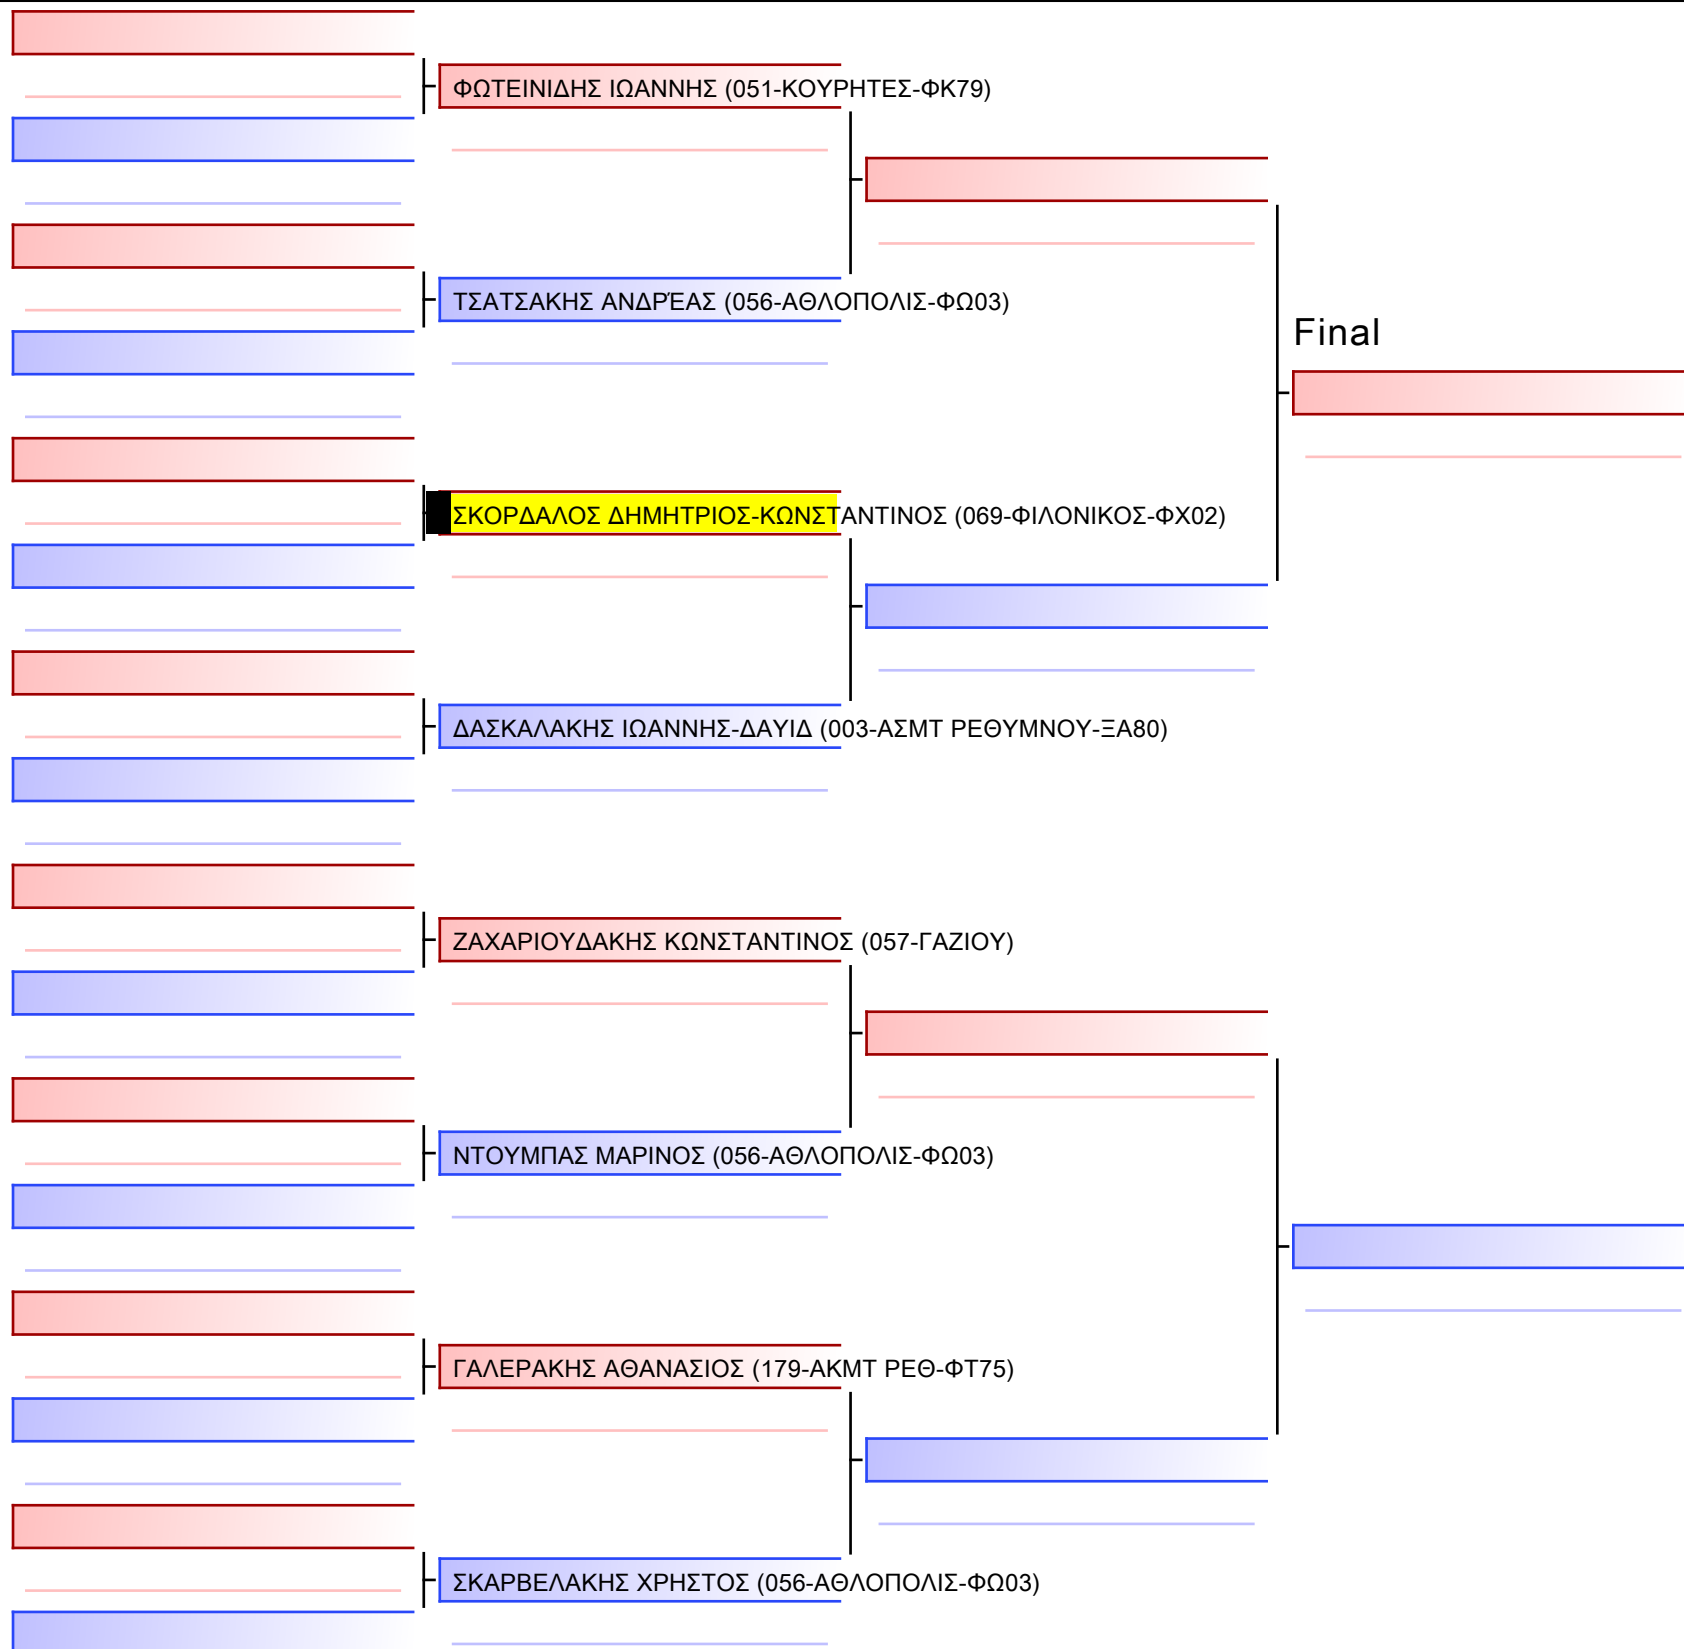 ΦΩΤΕΙΝΙΔΗΣ ΙΩΑΝΝΗΣ (051-ΚΟΥΡΗΤΕΣ-ΦΚ79)
ΤΣΑΤΣΑΚΗΣ ΑΝΔΡΈΑΣ (056-ΑΘΛΟΠΟΛΙΣ-ΦΩ03)
Final
ΣΚΟΡΔΑΛΟΣ ΔΗΜΗΤΡΙΟΣ-ΚΩΝΣΤΑΝΤΙΝΟΣ (069-ΦΙΛΟΝΙΚΟΣ-ΦΧ02)
ΔΑΣΚΑΛΑΚΗΣ ΙΩΑΝΝΗΣ-ΔΑΥΙΔ (003-ΑΣΜΤ ΡΕΘΥΜΝΟΥ-ΞΑ80)
ΖΑΧΑΡΙΟΥΔΑΚΗΣ ΚΩΝΣΤΑΝΤΙΝΟΣ (057-ΓΑΖΙΟΥ)
ΝΤΟΥΜΠΑΣ ΜΑΡΙΝΟΣ (056-ΑΘΛΟΠΟΛΙΣ-ΦΩ03)
ΓΑΛΕΡΑΚΗΣ ΑΘΑΝΑΣΙΟΣ (179-ΑΚΜΤ ΡΕΘ-ΦΤ75)
ΣΚΑΡΒΕΛΑΚΗΣ ΧΡΗΣΤΟΣ (056-ΑΘΛΟΠΟΛΙΣ-ΦΩ03)